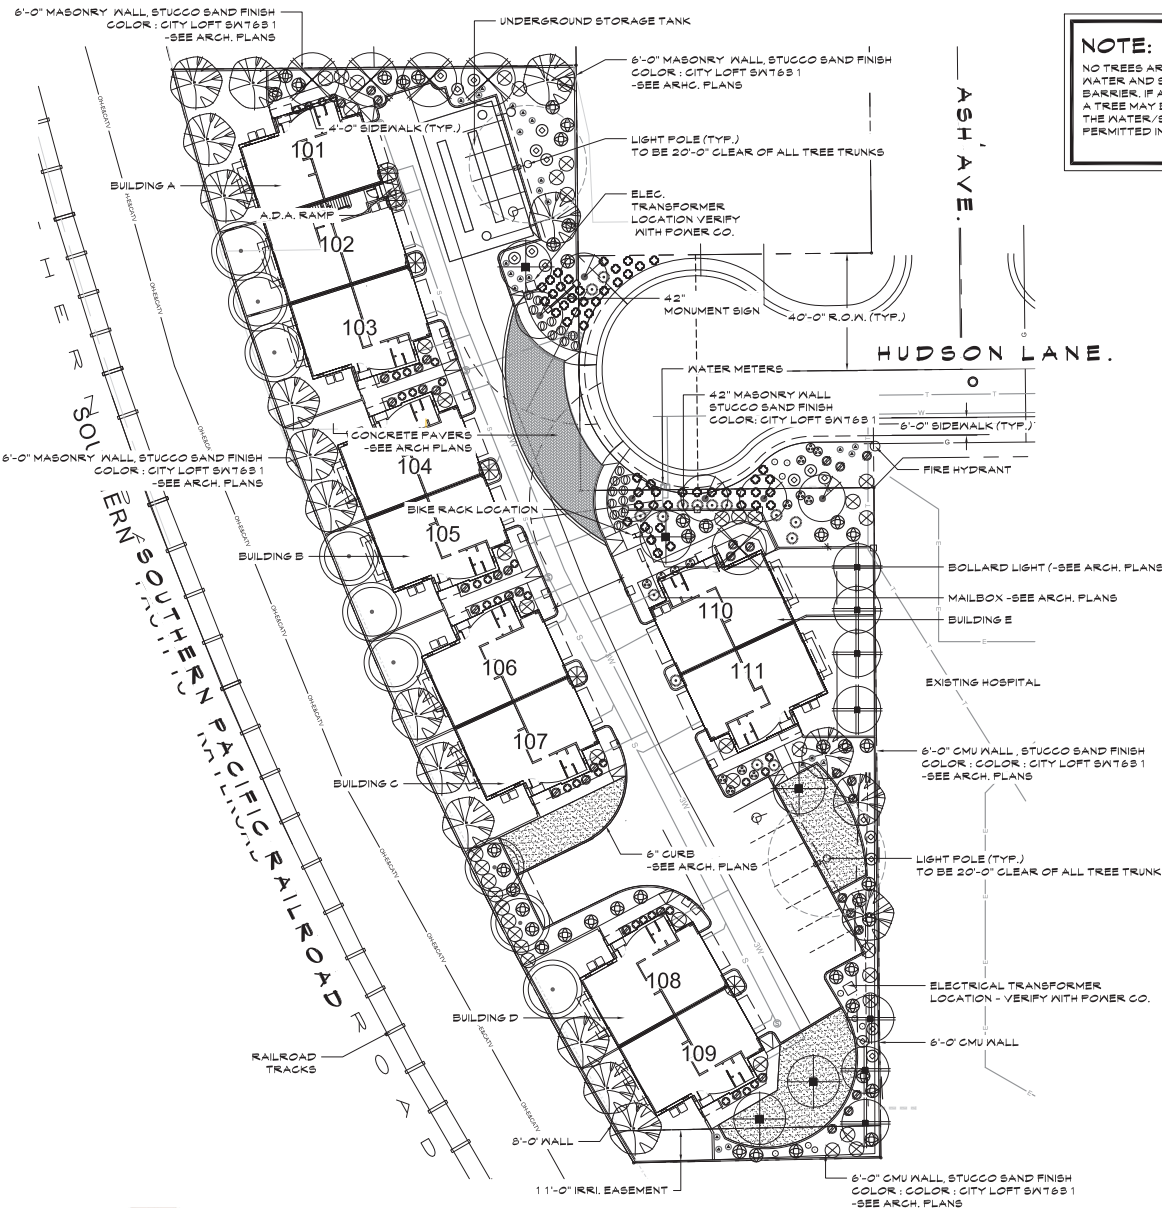 6'-0" MASONRY WALL, STUCCO SAND FINISH
COLOR : CITY LOFT SW7631
-SEE ARCH. PLANS
UNDERGROUND STORAGE TANK
6'-0" MASONRY WALL, STUCCO SAND FINISH
COLOR : CITY LOFT SW7631
-SEE ARHC. PLANS
NOTE:
NO TREES AR
WATER AND S
BARRIER. IF A
A TREE MAY B
THE WATER/S
PERMITTED IN
ASH AVE.
4'-0" SIDEWALK (TYP.)
LIGHT POLE (TYP.)
TO BE 20'-0" CLEAR OF ALL TREE TRUNKS
101
BUILDING A
ELEC.
TRANSFORMER
LOCATION VERIFY
WITH POWER CO.
A.D.A. RAMP
102
42"
MONUMENT SIGN
40'-0" R.O.W. (TYP.)
103
HUDSON LANE.
WATER METERS
42" MASONRY WALL
STUCCO SAND FINISH
COLOR: CITY LOFT SW7631
6'-0" SIDEWALK (TYP.)
CONCRETE PAVERS
-SEE ARCH PLANS
6'-0" MASONRY WALL, STUCCO SAND FINISH
COLOR : CITY LOFT SW7631
-SEE ARCH. PLANS
104
FIRE HYDRANT
BIKE RACK LOCATION
105
BUILDING B
BOLLARD LIGHT (-SEE ARCH. PLANS
MAILBOX -SEE ARCH. PLANS
110
BUILDING E
106
111
EXISTING HOSPITAL
107
6'-0" CMU WALL , STUCCO SAND FINISH
COLOR : COLOR : CITY LOFT SW7631
-SEE ARCH. PLANS
BUILDING C
6" CURB
-SEE ARCH. PLANS
LIGHT POLE (TYP.)
TO BE 20'-0" CLEAR OF ALL TREE TRUNK
SOUTHERN PACIFIC RAILROAD
108
ELECTRICAL TRANSFORMER
LOCATION - VERIFY WITH POWER CO.
BUILDING D
6'-0" CMU WALL
RAILROAD
TRACKS
109
8'-0" WALL
11'-0" IRRI. EASEMENT
6'-0" CMU WALL, STUCCO SAND FINISH
COLOR : COLOR : CITY LOFT SW7631
-SEE ARCH. PLANS